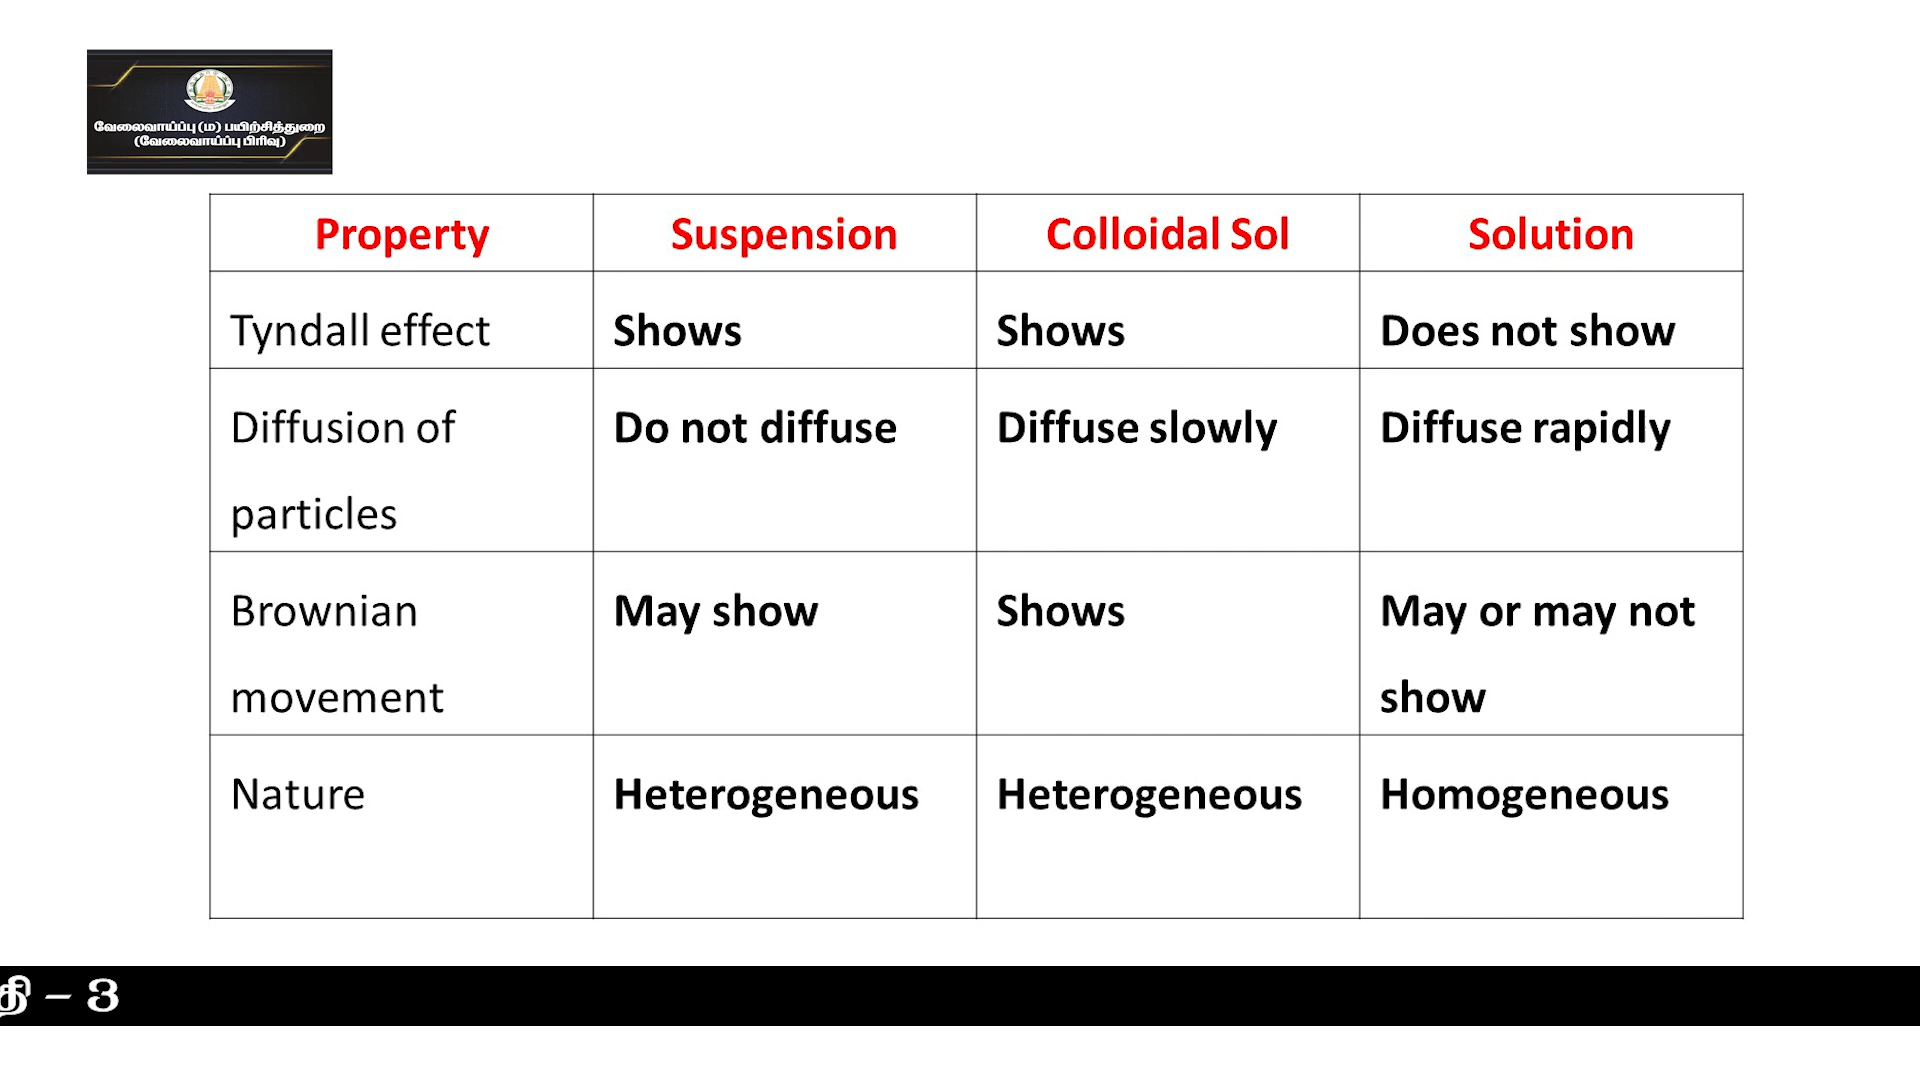 வேலைவாய்ப்பு (ம) பயிற்சித்துறை
(வேலைவாய்ப்பு பிரிவு)
Property Suspension Colloidal Sol Solution
Tyndall effect Shows Shows Does not show
Diffusion of Do not diffuse Diffuse slowly Diffuse rapidly
particles
Brownian May show Shows May or may not
movement show
Nature Heterogeneous Heterogeneous Homogeneous
தி – 3